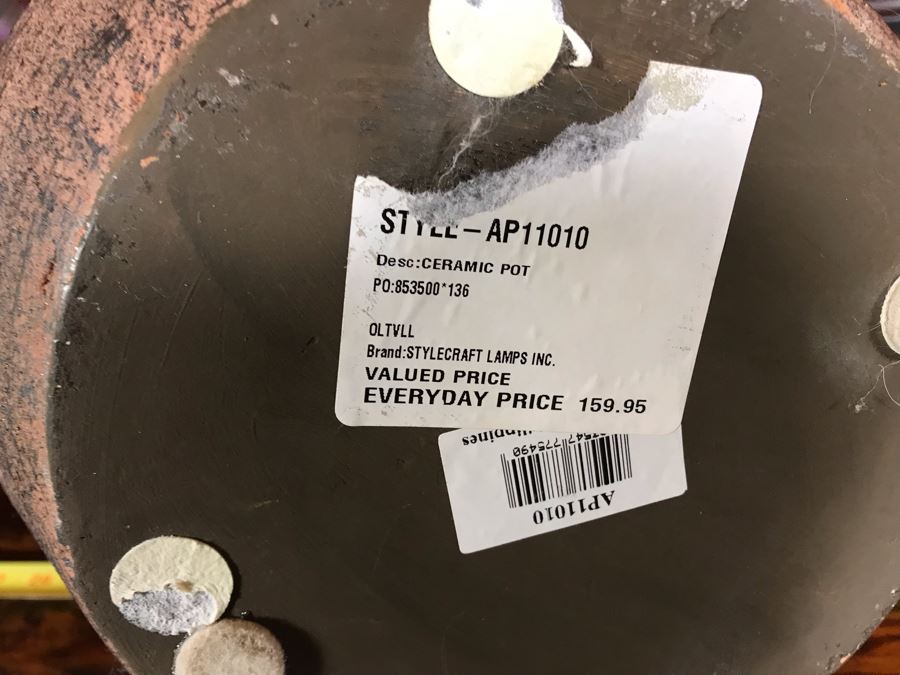 STYLE-AP11010
Desc:CERAMIC POT
PO:853500*136
OLTVLL
Brand:STYLECRAFT LAMPS INC.
VALUED PRICE
EVERYDAY PRICE 159.95
AP11010